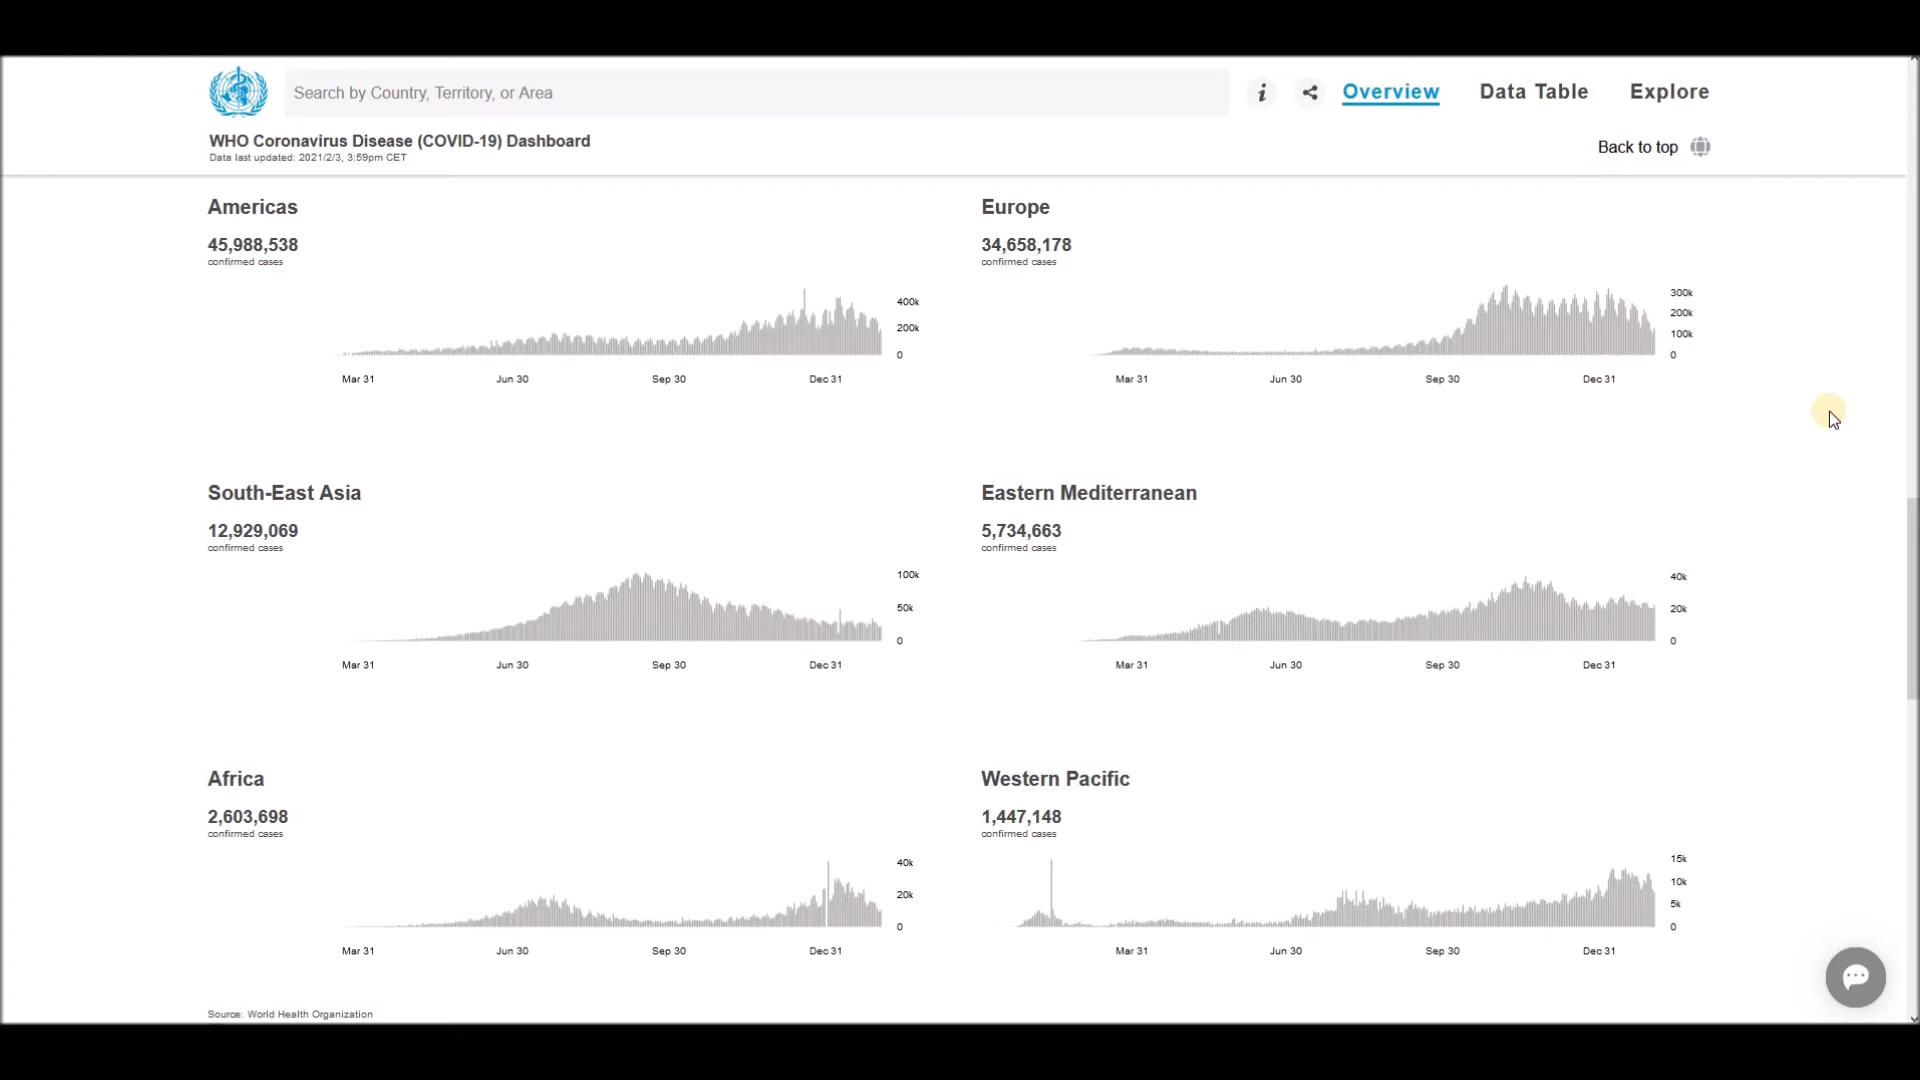 Search by Country, Territory, or Area
i
Overview
Data Table
Explore
WHO Coronavirus Disease (COVID-19) Dashboard
Data last updated: 2021/2/3, 3:59pm CET
Back to top
Americas
45,988,538
confirmed cases
400k
200k
0
Mar 31 Jun 30 Sep 30 Dec 31
Europe
34,658,178
confirmed cases
300k
200k
100k
0
Mar 31 Jun 30 Sep 30 Dec 31
South-East Asia
12,929,069
confirmed cases
100k
50k
0
Mar 31 Jun 30 Sep 30 Dec 31
Eastern Mediterranean
5,734,663
confirmed cases
40k
20k
0
Mar 31 Jun 30 Sep 30 Dec 31
Africa
2,603,698
confirmed cases
40k
20k
0
Mar 31 Jun 30 Sep 30 Dec 31
Western Pacific
1,447,148
confirmed cases
15k
10k
5k
0
Mar 31 Jun 30 Sep 30 Dec 31
Source: World Health Organization